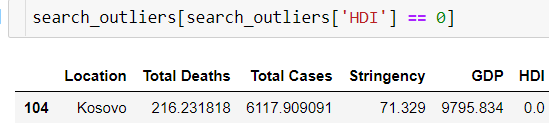 search_outliers[search_outliers['HDI'] == 0]
Location Total Deaths Total Cases Stringency GDP HDI
104 Kosovo 216.231818 6117.909091 71.329 9795.834 0.0